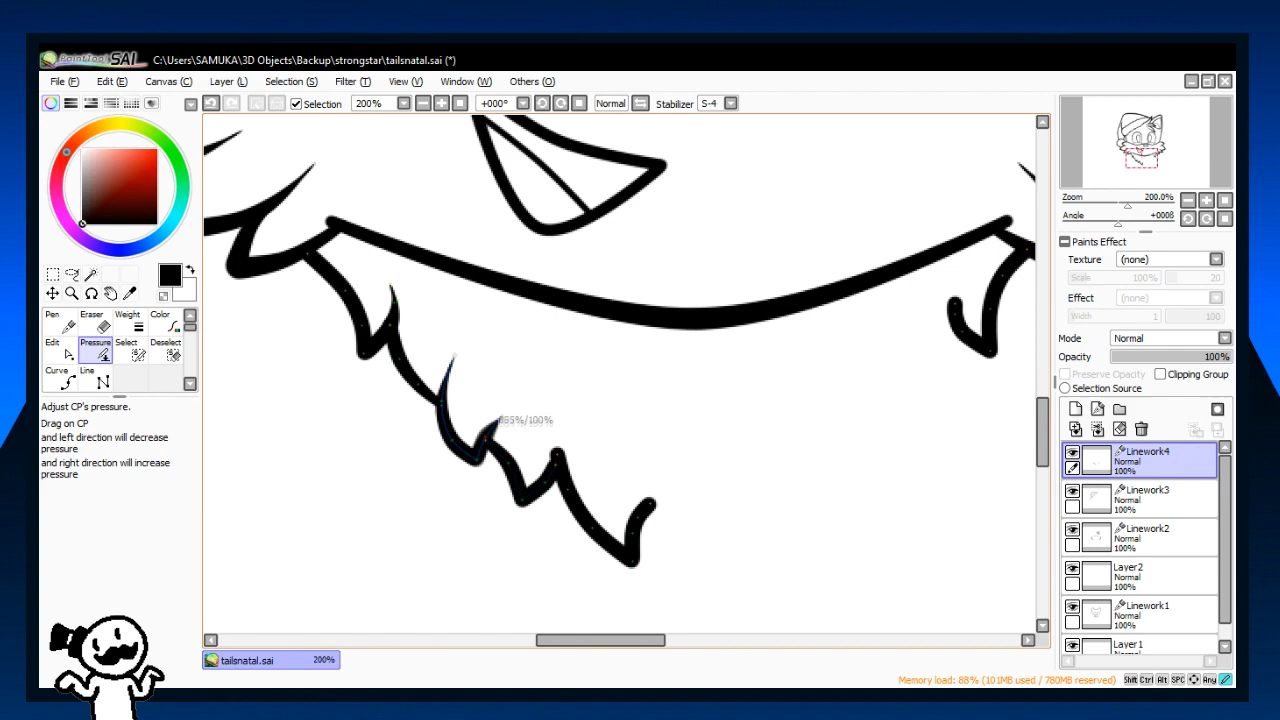 PaintTool SAI C:\Users\SAMUKA\3D Objects\Backup\strongstar\tailsnatal.sai (*)
File (F) Edit (E) Canvas (C) Layer (L) Selection (S) Filter (T) View (V) Window (W) Others (O)
Selection 200% +000° Normal Stabilizer S-4
Zoom 200.0%
Angle +0008
Paints Effect
Texture (none)
Scale 100% 20
Effect (none)
Width 1 100
Mode Normal
Opacity 100%
Preserve Opacity Clipping Group
Selection Source
Pen Eraser Weight Color
Edit Pressure Select Deselect
Curve Line
Adjust CP's pressure.
Drag on CP
and left direction will decrease
pressure
and right direction will increase
pressure
65%/100%
Linework4
Normal
100%
Linework3
Normal
100%
Linework2
Normal
100%
Layer2
Normal
100%
Linework1
Normal
100%
Layer1
tailsnatal.sai 200%
Memory load: 88% (101MB used / 780MB reserved) Shift Ctrl Alt SPC Any